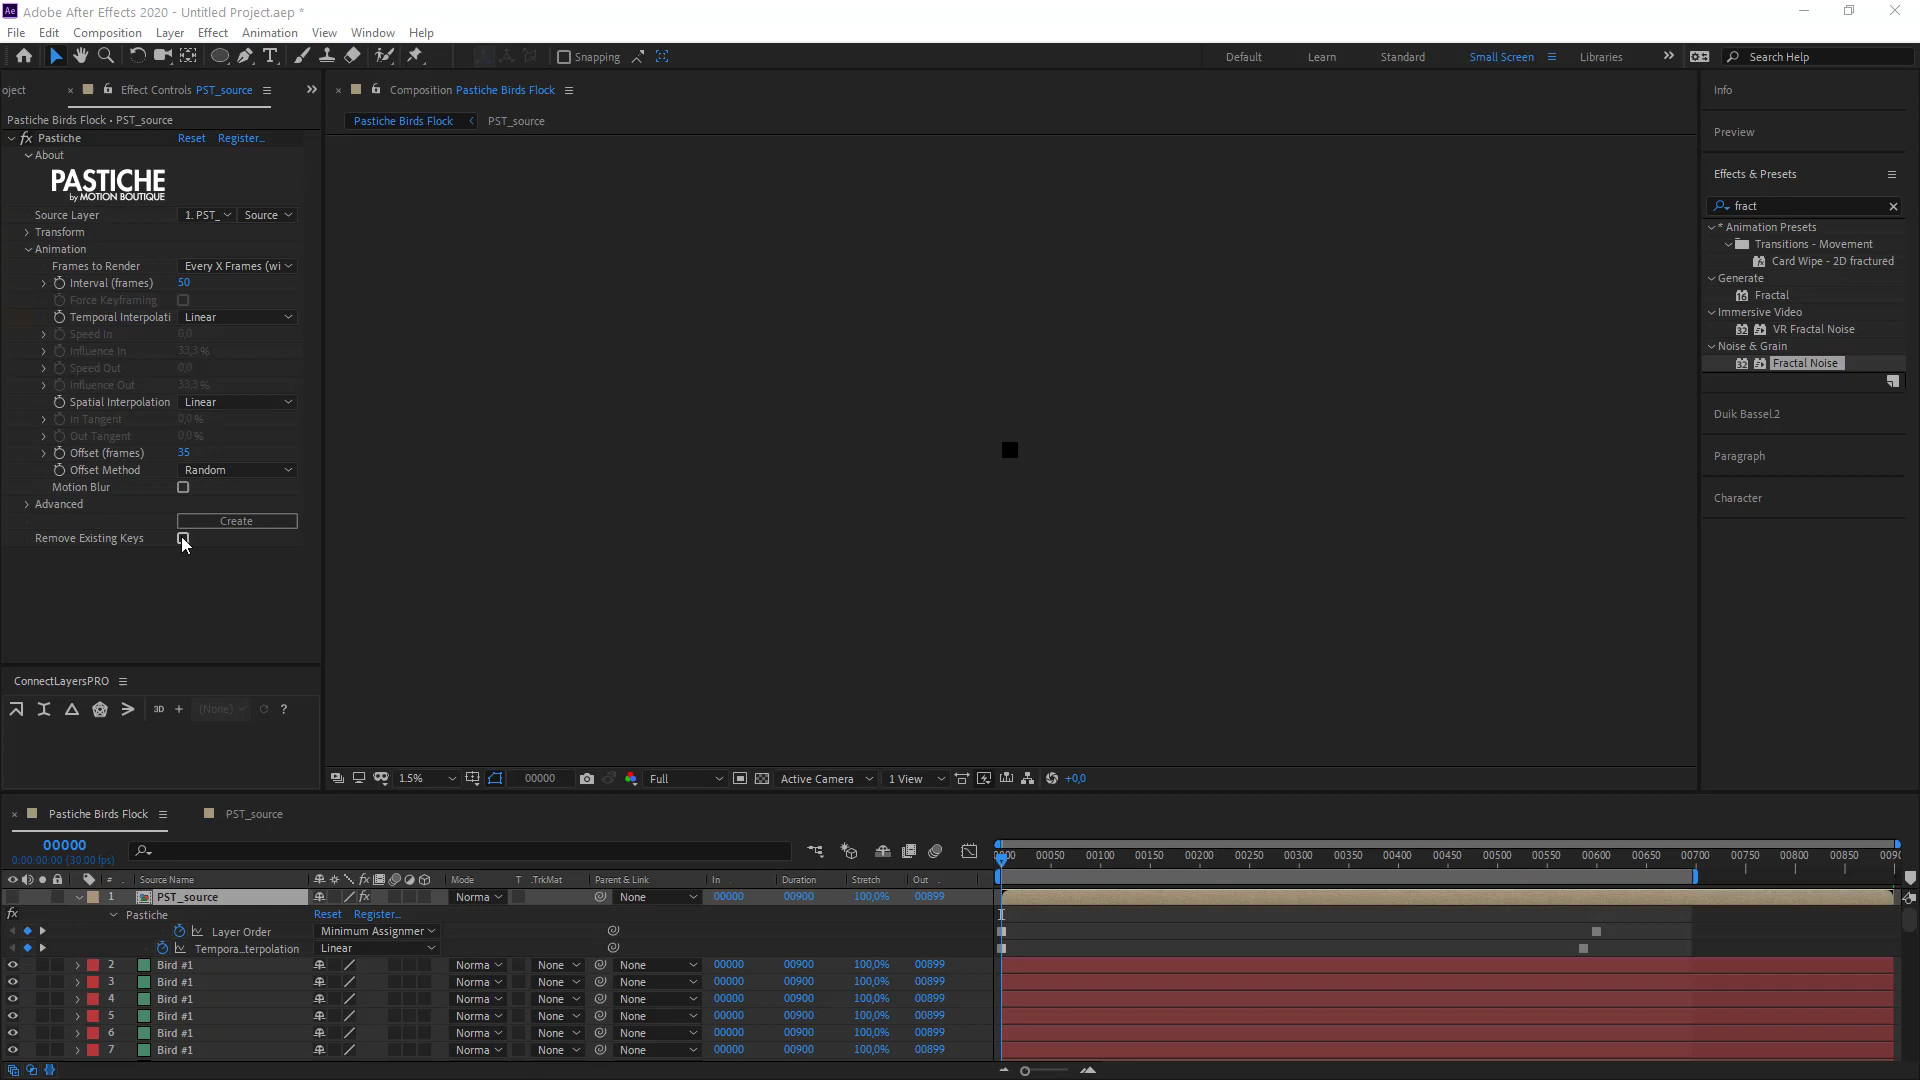 Adobe After Effects 2020 - Untitled Project.aep *
File Edit Composition Layer Effect Animation View Window Help
Snapping Default Learn Standard Small Screen Libraries Search Help
oject Effect Controls PST_source
Pastiche Birds Flock • PST_source
fx Pastiche Reset Register...
About
PASTICHE
by MOTION BOUTIQUE
Source Layer 1. PST_ Source
Transform
Animation
Frames to Render Every X Frames (wi
Interval (frames) 50
Force Keyframing
Temporal Interpolati Linear
Speed In 0,0
Influence In 33,3 %
Speed Out 0,0
Influence Out 33,3 %
Spatial Interpolation Linear
In Tangent 0,0 %
Out Tangent 0,0 %
Offset (frames) 35
Offset Method Random
Motion Blur
Advanced
Create
Remove Existing Keys
ConnectLayersPRO
3D + (None) ?
Composition Pastiche Birds Flock
Pastiche Birds Flock < PST_source
1.5% 00000 Full Active Camera 1 View +0,0
Info
Preview
Effects & Presets
fract
* Animation Presets
Transitions - Movement
Card Wipe - 2D fractured
Generate
Fractal
Immersive Video
VR Fractal Noise
Noise & Grain
Fractal Noise
Duik Bassel.2
Paragraph
Character
Pastiche Birds Flock PST_source
00000
0:00:00:00 (30.00 fps)
00050 00100 00150 00200 00250 00300 00350 00400 00450 00500 00550 00600 00650 00700 00750 00800 00850
# Source Name Mode T .TrkMat Parent & Link In Duration Stretch Out
1 PST_source fx Norma None 00000 00900 100,0% 00899
fx Pastiche Reset Register...
Layer Order Minimum Assignmer
Tempora...terpolation Linear
2 Bird #1 Norma None None 00000 00900 100,0% 00899
3 Bird #1 Norma None None 00000 00900 100,0% 00899
4 Bird #1 Norma None None 00000 00900 100,0% 00899
5 Bird #1 Norma None None 00000 00900 100,0% 00899
6 Bird #1 Norma None None 00000 00900 100,0% 00899
7 Bird #1 Norma None None 00000 00900 100,0% 00899